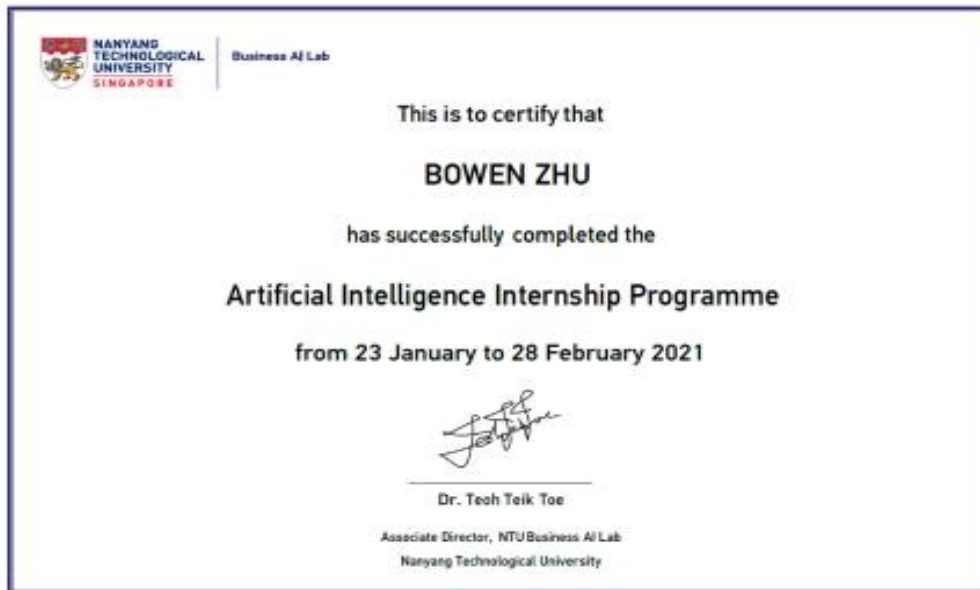 NANYANG
TECHNOLOGICAL
UNIVERSITY
SINGAPORE
Business AI Lab
This is to certify that
BOWEN ZHU
has successfully completed the
Artificial Intelligence Internship Programme
from 23 January to 28 February 2021
Dr. Teoh Teik Toe
Associate Director, NTU Business AI Lab
Nanyang Technological University